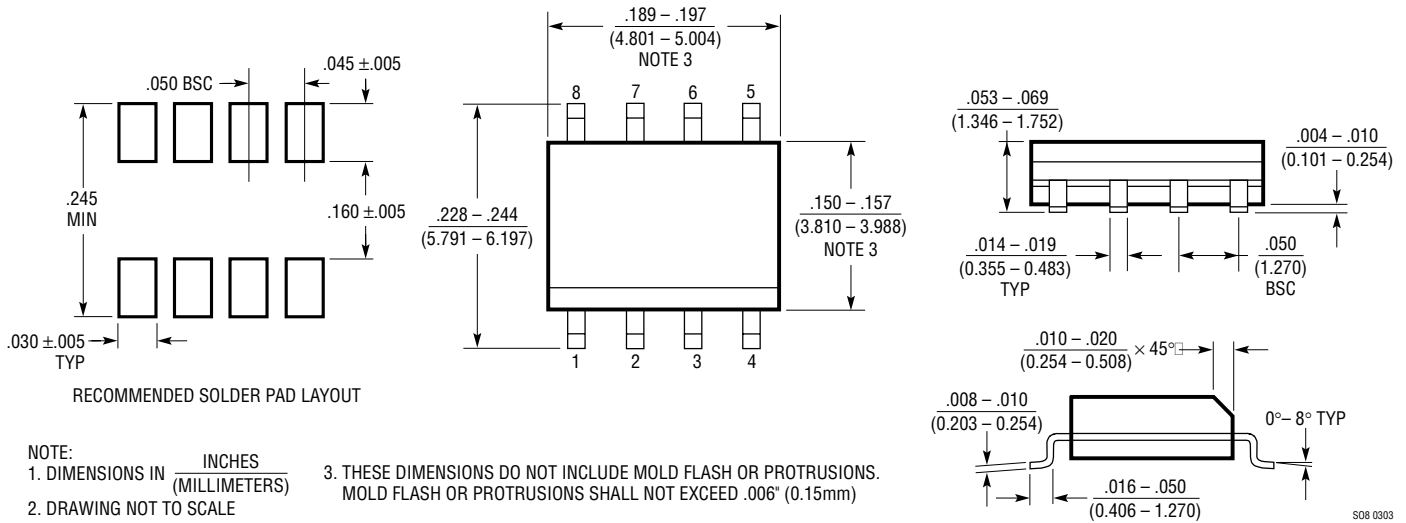 .050 BSC
.045 ±.005
.245
MIN
.160 ±.005
.030 ±.005
TYP
RECOMMENDED SOLDER PAD LAYOUT
.189 – .197
(4.801 – 5.004)
NOTE 3
8 7 6 5
.228 – .244
(5.791 – 6.197)
.150 – .157
(3.810 – 3.988)
NOTE 3
1 2 3 4
.053 – .069
(1.346 – 1.752)
.004 – .010
(0.101 – 0.254)
.014 – .019
(0.355 – 0.483)
TYP
.050
(1.270)
BSC
.010 – .020
(0.254 – 0.508)
× 45°
.008 – .010
(0.203 – 0.254)
0°– 8° TYP
.016 – .050
(0.406 – 1.270)
NOTE:
1. DIMENSIONS IN INCHES
(MILLIMETERS)
2. DRAWING NOT TO SCALE
3. THESE DIMENSIONS DO NOT INCLUDE MOLD FLASH OR PROTRUSIONS.
MOLD FLASH OR PROTRUSIONS SHALL NOT EXCEED .006" (0.15mm)
SO8 0303